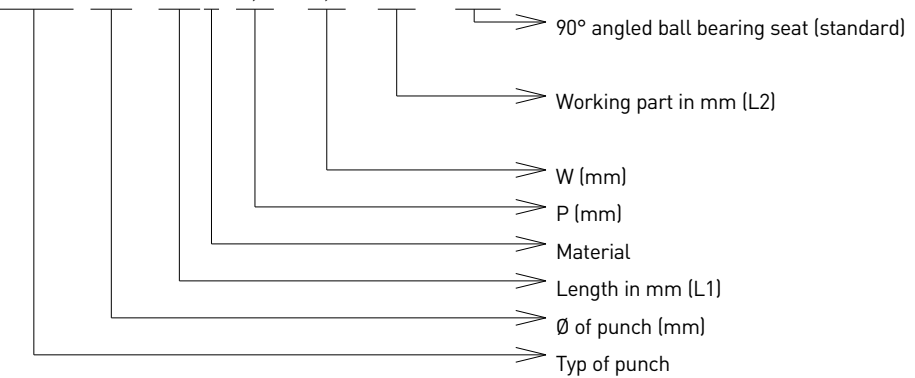 90° angled ball bearing seat (standard)
Working part in mm (L2)
W (mm)
P (mm)
Material
Length in mm (L1)
Ø of punch (mm)
Typ of punch